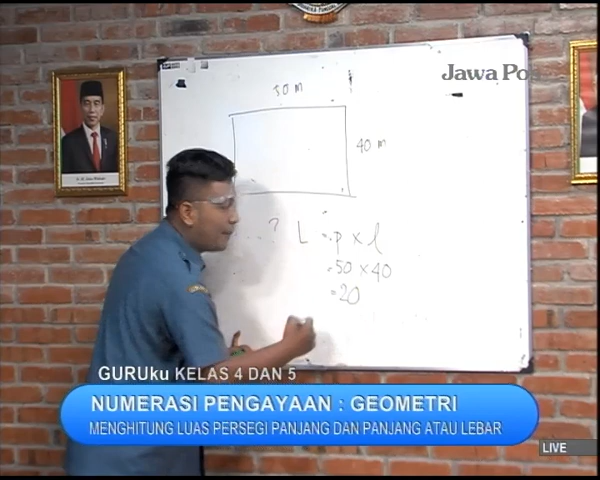 Jawa Pos
50 m
40 m
...? L = p x l
= 50 x 40
= 20
GURUku KELAS 4 DAN 5
NUMERASI PENGAYAAN : GEOMETRI
MENGHITUNG LUAS PERSEGI PANJANG DAN PANJANG ATAU LEBAR
LIVE